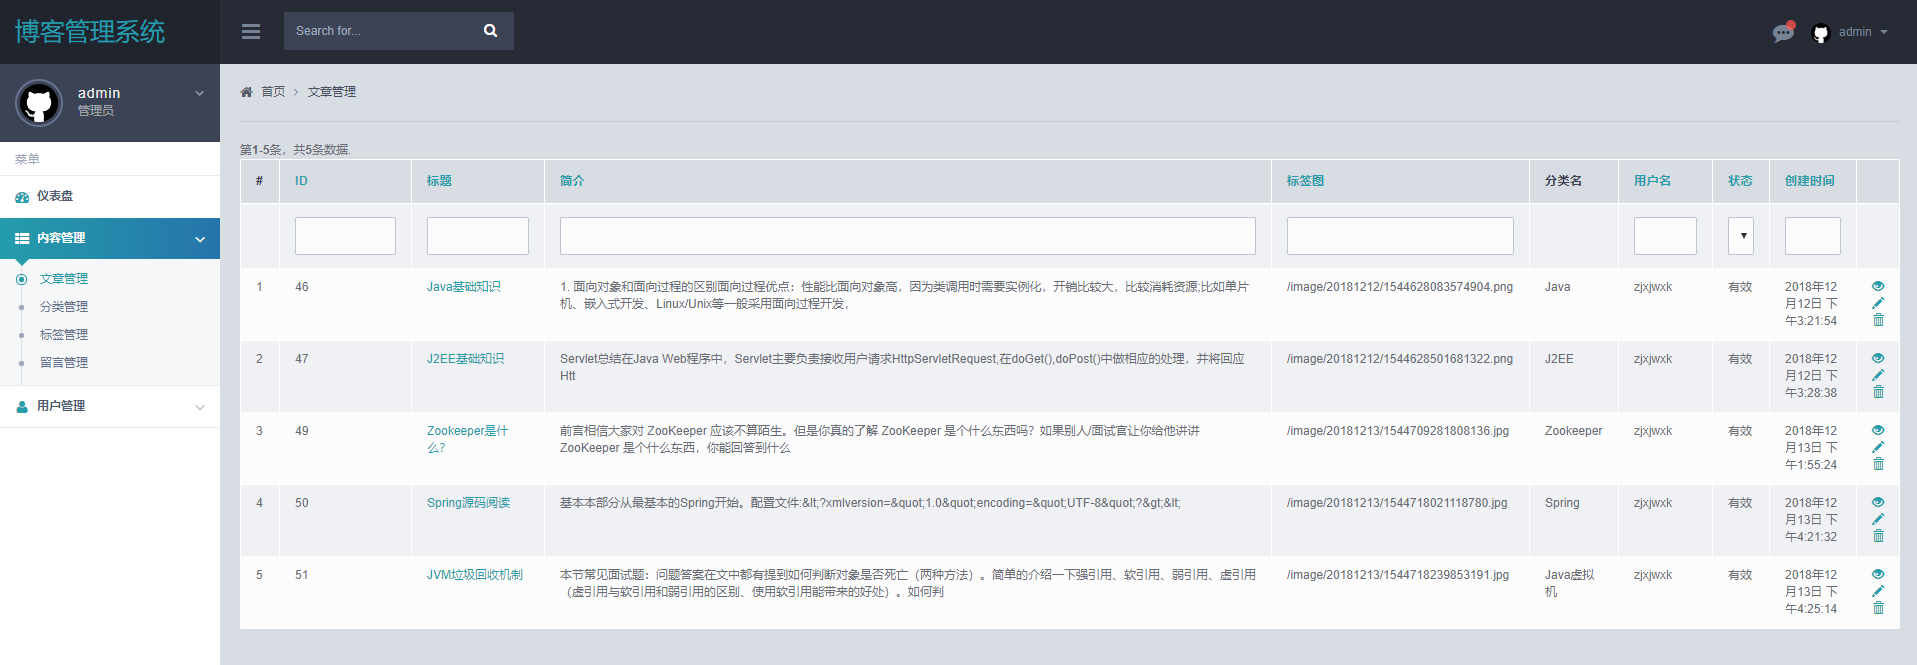 博客管理系统
Search for...
admin
admin
管理员
菜单
仪表盘
内容管理
文章管理
分类管理
标签管理
留言管理
用户管理
首页 > 文章管理
第1-5条，共5条数据.
# ID 标题 简介 标签图 分类名 用户名 状态 创建时间
1 46 Java基础知识 1. 面向对象和面向过程的区别面向过程优点：性能比面向对象高，因为类调用时需要实例化，开销比较大，比较消耗资源;比如单片 /image/20181212/1544628083574904.png Java zjxjwxk 有效 2018年12
机、嵌入式开发、Linux/Unix等一般采用面向过程开发， 月12日 下
午3:21:54
2 47 J2EE基础知识 Servlet总结在Java Web程序中，Servlet主要负责接收用户请求HttpServletRequest,在doGet(),doPost()中做相应的处理，并将回应 /image/20181212/1544628501681322.png J2EE zjxjwxk 有效 2018年12
Htt 月12日 下
午3:28:38
3 49 Zookeeper是什 前言相信大家对 ZooKeeper 应该不算陌生。但是你真的了解 ZooKeeper 是个什么东西吗？如果别人/面试官让你给他讲讲 /image/20181213/1544709281808136.jpg Zookeeper zjxjwxk 有效 2018年12
么？ ZooKeeper 是个什么东西，你能回答到什么 月13日 下
午1:55:24
4 50 Spring源码阅读 基本本部分从最基本的Spring开始。配置文件:&lt;?xmlversion=&quot;1.0&quot;encoding=&quot;UTF-8&quot;?&gt;&lt; /image/20181213/1544718021118780.jpg Spring zjxjwxk 有效 2018年12
月13日 下
午4:21:32
5 51 JVM垃圾回收机制 本节常见面试题：问题答案在文中都有提到如何判断对象是否死亡（两种方法）。简单的介绍一下强引用、软引用、弱引用、虚引用 /image/20181213/1544718239853191.jpg Java虚拟 zjxjwxk 有效 2018年12
（虚引用与软引用和弱引用的区别、使用软引用能带来的好处）。如何判 机 月13日 下
午4:25:14